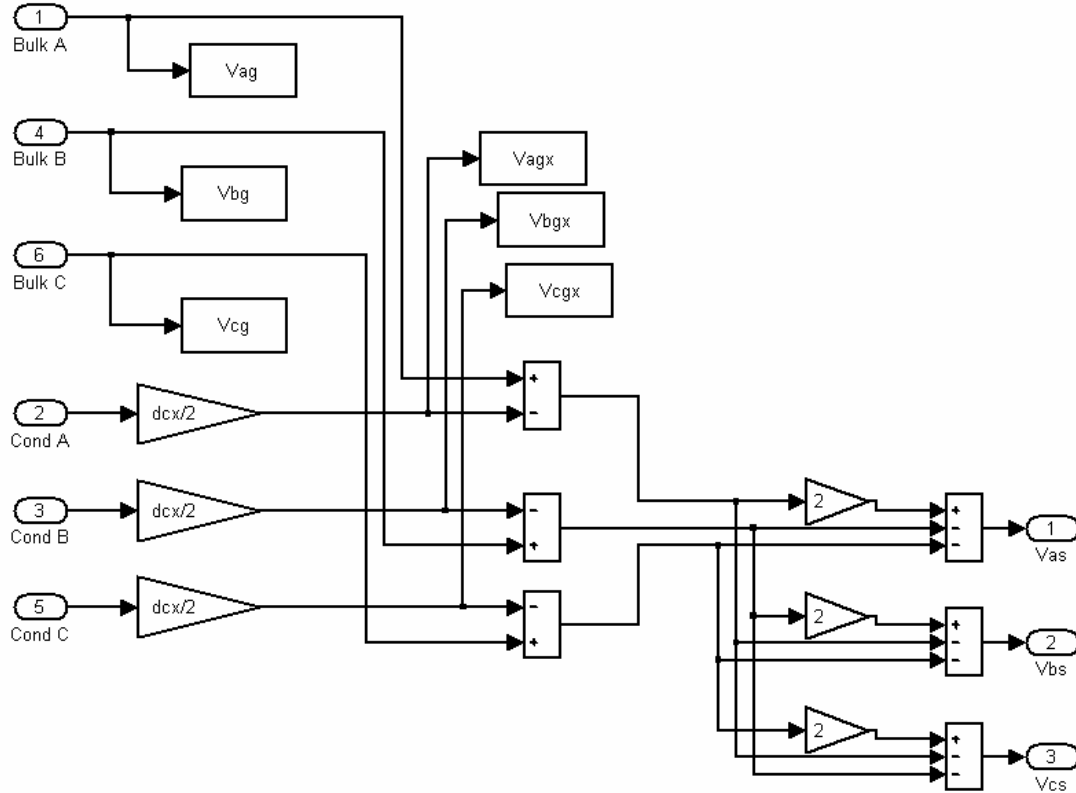 1
Bulk A
Vag
4
Bulk B
Vagx
Vbg
Vbgx
6
Bulk C
Vcgx
Vcg
+
-
2
dcx/2
Cond A
3
dcx/2
Cond B
-
+
2
+
-
-
1
Vas
5
dcx/2
Cond C
-
+
2
+
-
-
2
Vbs
2
+
-
-
3
Vcs